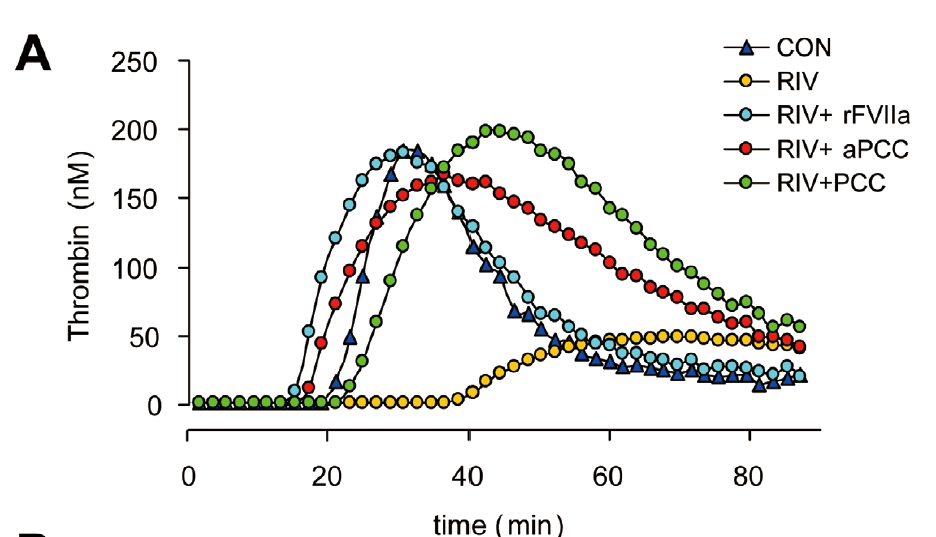 A
250
200
150
100
50
0
Thrombin (nM)
CON
RIV
RIV+ rFVIIa
RIV+ aPCC
RIV+PCC
0 20 40 60 80
time (min)